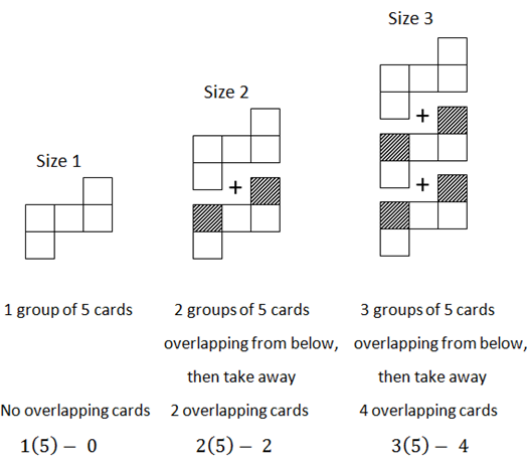 Size 3
Size 2
Size 1
+
+
+
1 group of 5 cards
2 groups of 5 cards
overlapping from below,
then take away
2 overlapping cards
3 groups of 5 cards
overlapping from below,
then take away
4 overlapping cards
No overlapping cards
1(5) − 0
2(5) − 2
3(5) − 4